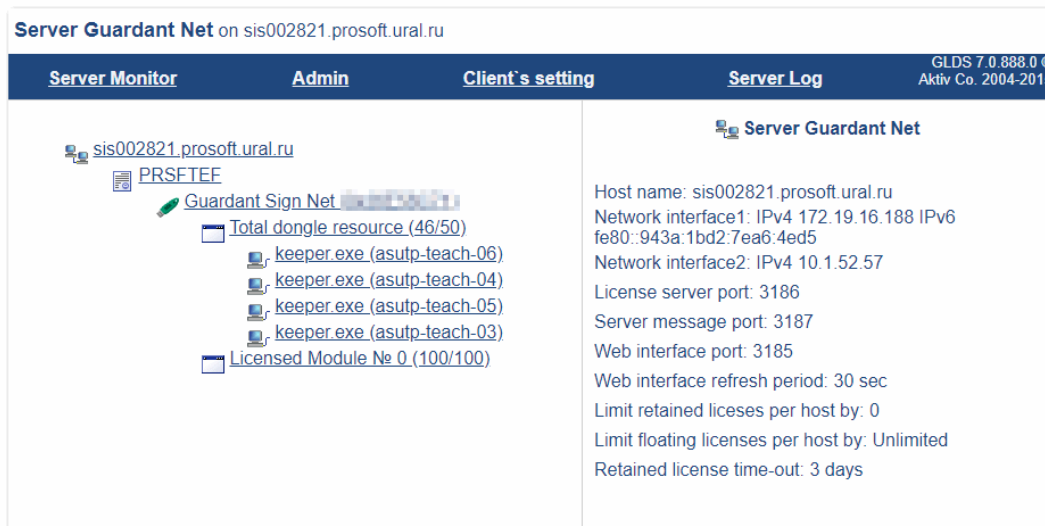 Server Guardant Net on sis002821.prosoft.ural.ru
Server Monitor Admin Client`s setting Server Log
GLDS 7.0.888.0 ©
Aktiv Co. 2004-201
sis002821.prosoft.ural.ru
PRSFTEF
Guardant Sign Net
Total dongle resource (46/50)
keeper.exe (asutp-teach-06)
keeper.exe (asutp-teach-04)
keeper.exe (asutp-teach-05)
keeper.exe (asutp-teach-03)
Licensed Module № 0 (100/100)
Server Guardant Net
Host name: sis002821.prosoft.ural.ru
Network interface1: IPv4 172.19.16.188 IPv6
fe80::943a:1bd2:7ea6:4ed5
Network interface2: IPv4 10.1.52.57
License server port: 3186
Server message port: 3187
Web interface port: 3185
Web interface refresh period: 30 sec
Limit retained liceses per host by: 0
Limit floating licenses per host by: Unlimited
Retained license time-out: 3 days